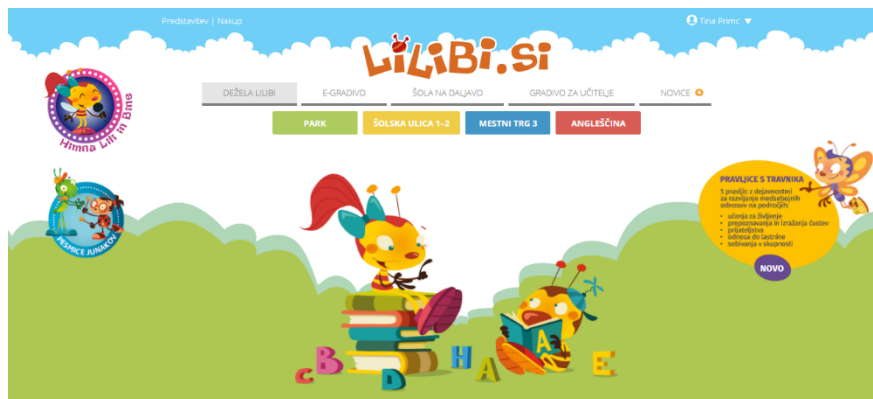 Predstavitev | Nakup
Tina Primc
LiLiBi.Si
DEŽELA LILIBI
E-GRADIVO
ŠOLA NA DALJAVO
GRADIVO ZA UČITELJE
NOVICE
PARK
ŠOLSKA ULICA 1–2
MESTNI TRG 3
ANGLEŠČINA
Himna Lili in Bine
PESMICE JUNAKOV
PRAVLJICE S TRAVNIKA
5 pravljic z dejavnostmi
za razvijanje medsebojnih
odnosov na področjih:
• učenja za življenje
• prepoznavanja in izražanja čustev
• prijateljstva
• odnosa do lastnine
• sobivanja v skupnosti
NOVO
C B D H A A E
A